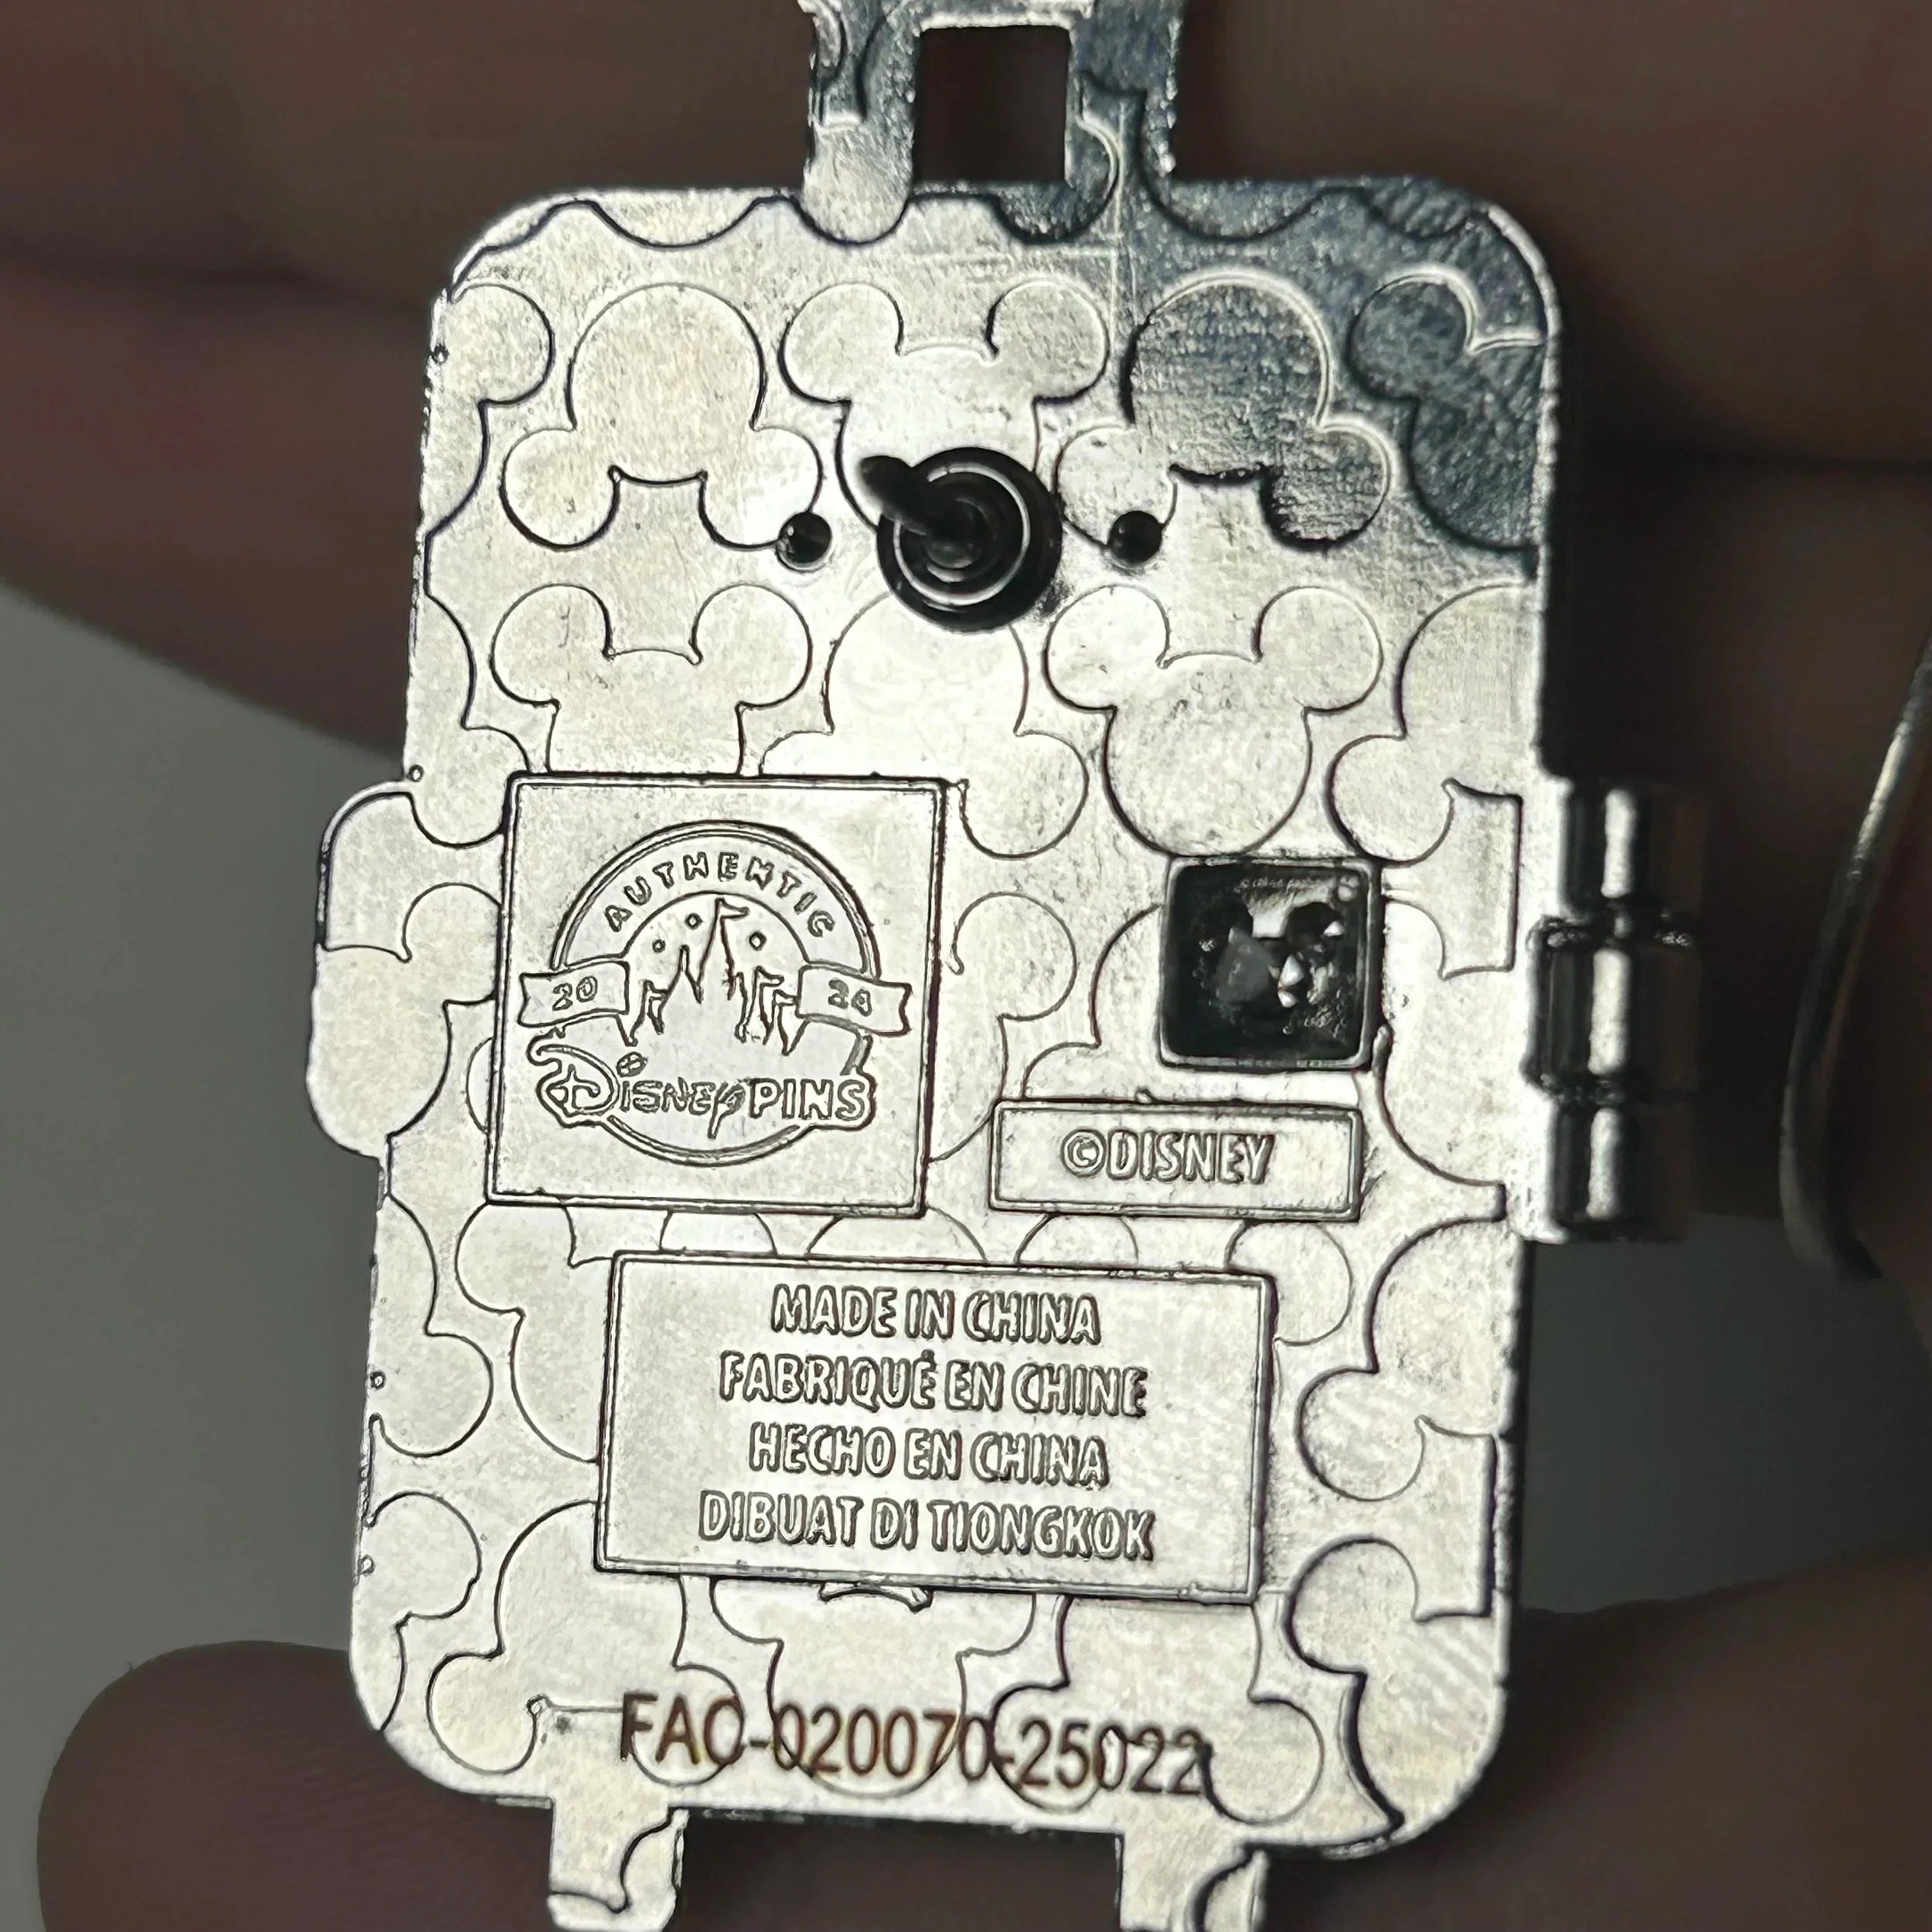 AUTHENTIC
20 24
DISNEY PINS
©DISNEY
MADE IN CHINA
FABRIQUÉ EN CHINE
HECHO EN CHINA
DIBUAT DI TIONGKOK
FAC-020070-25022